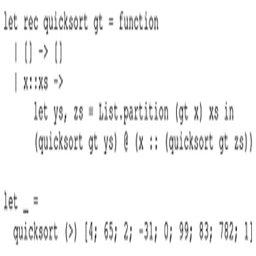 let rec quicksort gt = function
| [] -> []
| x::xs ->
let ys, zs = List.partition (gt x) xs in
(quicksort gt ys) @ (x :: (quicksort gt zs))
let _ =
quicksort (>) [4; 65; 2; -31; 0; 99; 83; 782; 1]